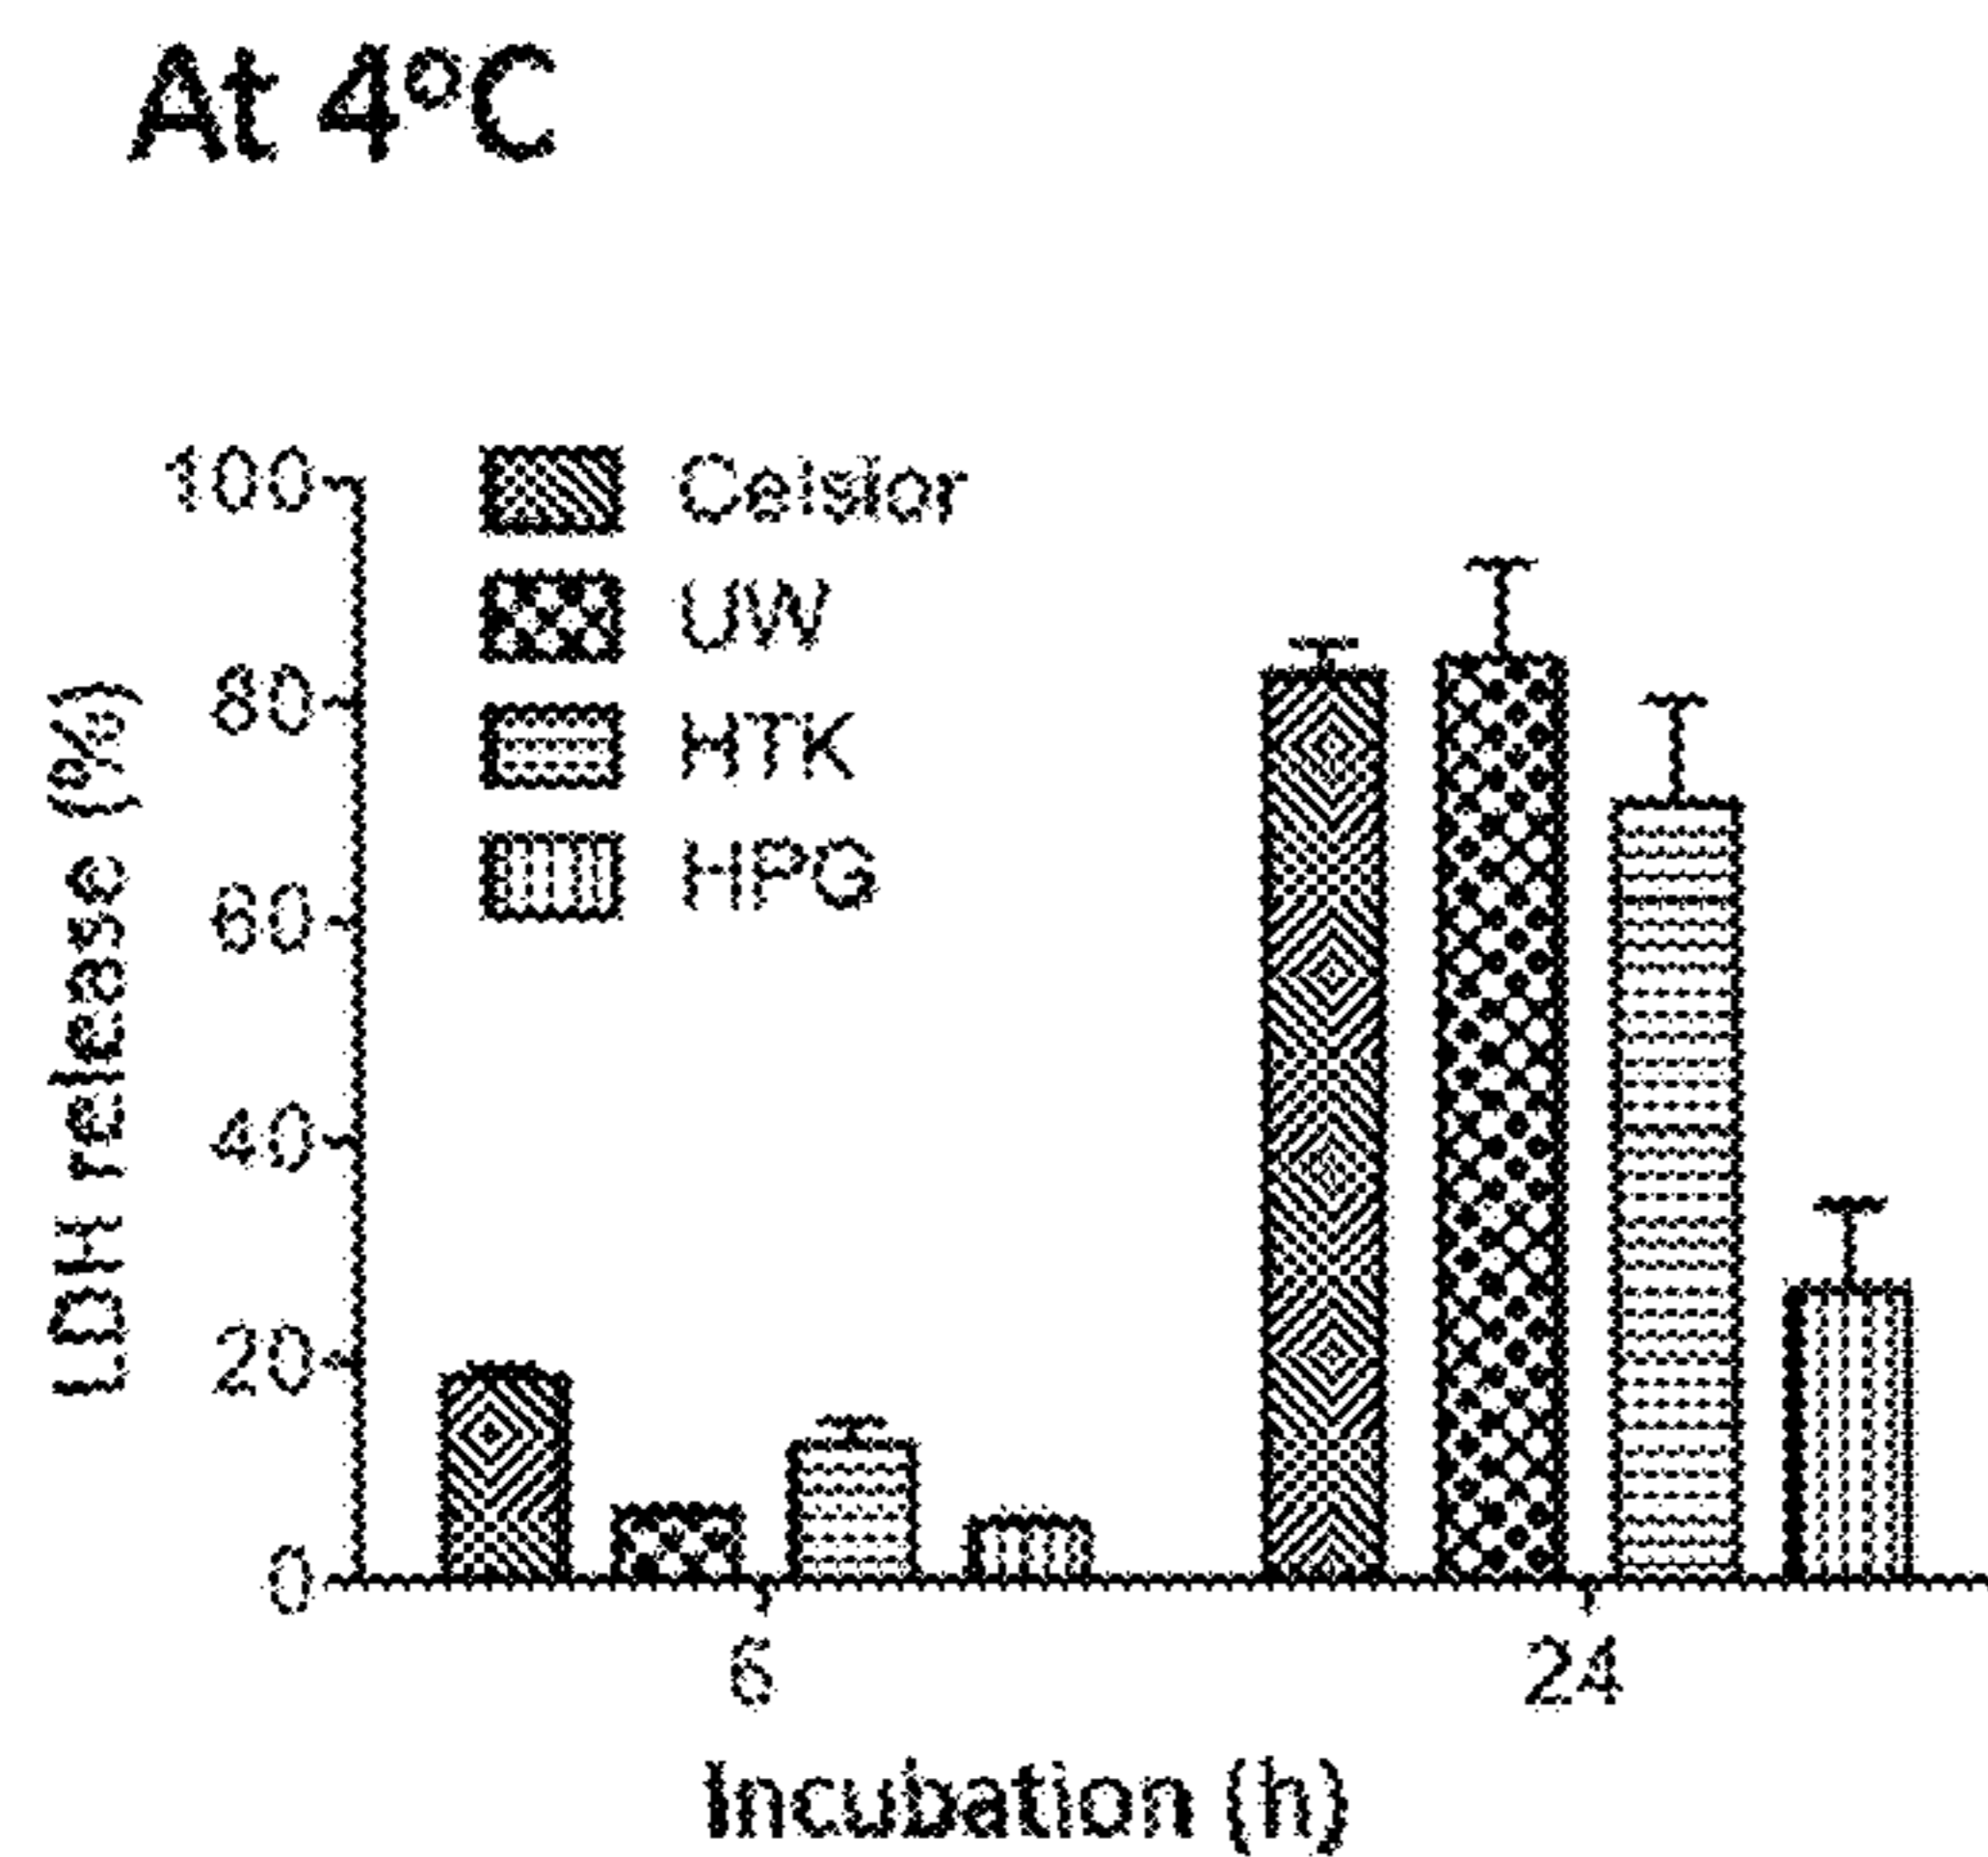 At 4°C
LDH release (%)
100
80
60
40
20
0
Celsior
UW
HTK
HPG
6
24
Incubation (h)